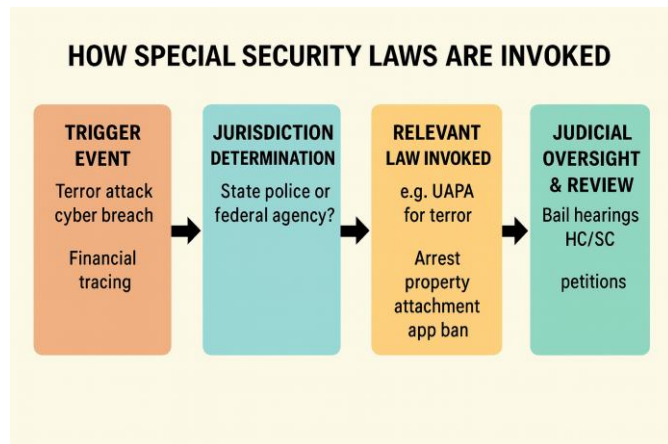 HOW SPECIAL SECURITY LAWS ARE INVOKED
TRIGGER
EVENT
Terror attack
cyber breach
Financial
tracing
JURISDICTION
DETERMINATION
State police or
federal agency?
RELEVANT
LAW INVOKED
e.g. UAPA
for terror
Arrest
property
attachment
app ban
JUDICIAL
OVERSIGHT
& REVIEW
Bail hearings
HC/SC
petitions